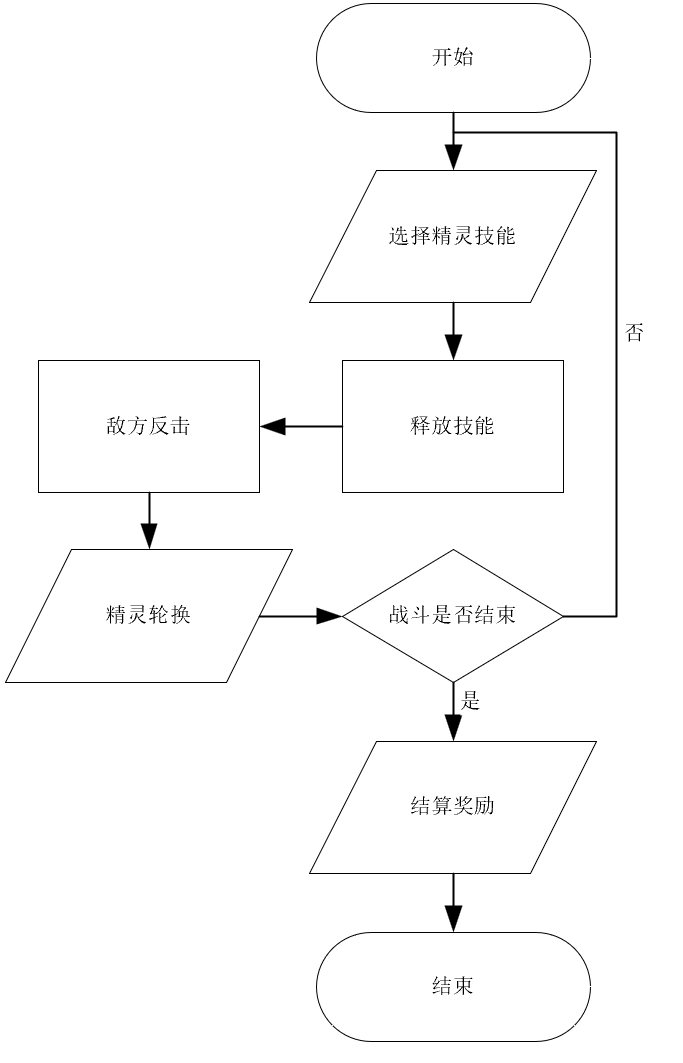 开始
选择精灵技能
否
释放技能
敌方反击
精灵轮换
战斗是否结束
是
结算奖励
结束